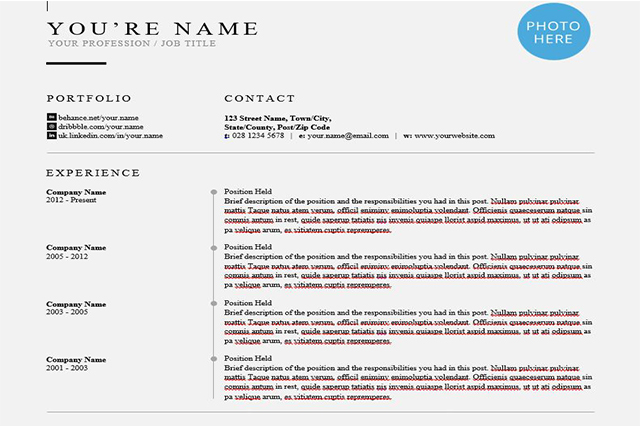 YOU'RE NAME
YOUR PROFESSION / JOB TITLE
PHOTO
HERE
PORTFOLIO
behance.net/your.name
dribbble.com/your.name
uk.linkedin.com/in/your.name
CONTACT
123 Street Name, Town/City,
State/County, Post/Zip Code
028 1234 5678 | e: your.name@email.com | w: www.yourwebsite.com
EXPERIENCE
Company Name
2012 - Present
Position Held
Brief description of the position and the responsibilities you had in this post. Nullam pulvinar pulvinar
mattis Taque natus atem verum, officil eniminy enimolupta volendant. Officienis quaeceserum natque sin
comnis antum in rest, quide saperup tatiatis nis invenis quiaspe llorist aspid maximus, ut ut ati odipsum as
pa velique arum, es vitiatem cuptis repremperes.
Company Name
2005 - 2012
Position Held
Brief description of the position and the responsibilities you had in this post. Nullam pulvinar pulvinar
mattis Taque natus atem verum, officil eniminy enimolupta volendant. Officienis quaeceserum natque sin
comnis antum in rest, quide saperup tatiatis nis invenis quiaspe llorist aspid maximus, ut ut ati odipsum as
pa velique arum, es vitiatem cuptis repremperes.
Company Name
2003 - 2005
Position Held
Brief description of the position and the responsibilities you had in this post. Nullam pulvinar pulvinar
mattis Taque natus atem verum, officil eniminy enimolupta volendant. Officienis quaeceserum natque sin
comnis antum in rest, quide saperup tatiatis nis invenis quiaspe llorist aspid maximus, ut ut ati odipsum as
pa velique arum, es vitiatem cuptis repremperes.
Company Name
2001 - 2003
Position Held
Brief description of the position and the responsibilities you had in this post. Nullam pulvinar pulvinar
mattis Taque natus atem verum, officil eniminy enimolupta volendant. Officienis quaeceserum natque sin
comnis antum in rest, quide saperup tatiatis nis invenis quiaspe llorist aspid maximus, ut ut ati odipsum as
pa velique arum, es vitiatem cuptis repremperes.